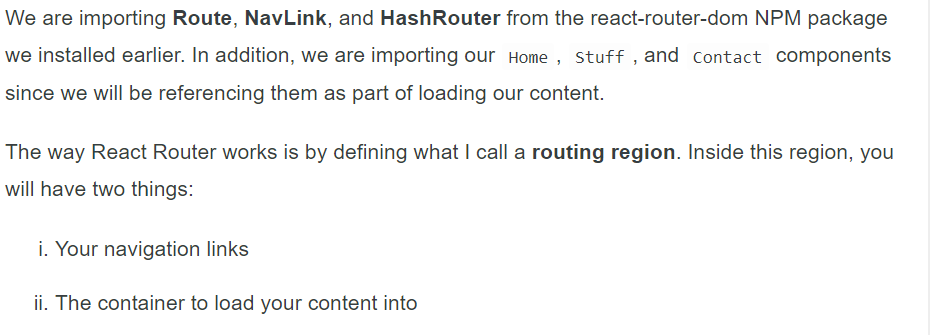 We are importing Route, NavLink, and HashRouter from the react-router-dom NPM package
we installed earlier. In addition, we are importing our Home , Stuff , and Contact components
since we will be referencing them as part of loading our content.
The way React Router works is by defining what I call a routing region. Inside this region, you
will have two things:
i. Your navigation links
ii. The container to load your content into